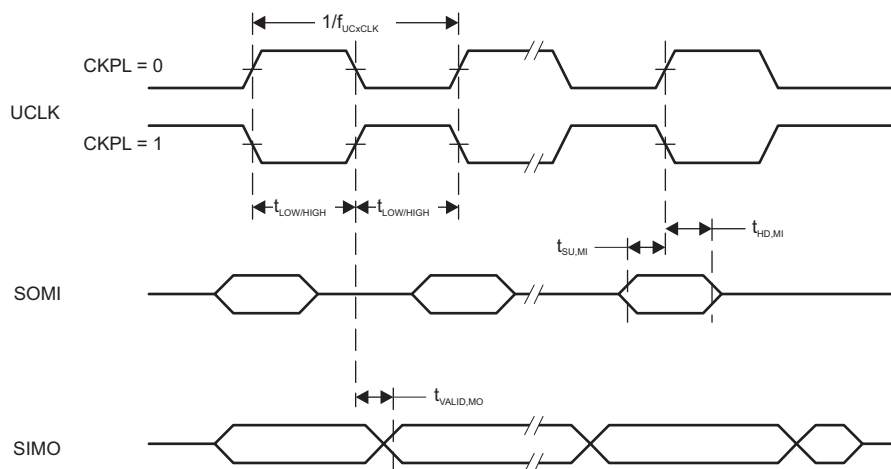 1/fUCxCLK
CKPL = 0
UCLK
CKPL = 1
tLOW/HIGH tLOW/HIGH
tSU,MI tHD,MI
SOMI
tVALID,MO
SIMO